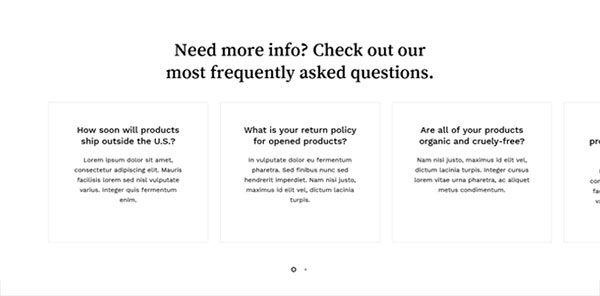 Need more info? Check out our
most frequently asked questions.
How soon will products
ship outside the U.S.?
Lorem ipsum dolor sit amet,
consectetur adipiscing elit. Mauris
facilisis lorem sed nisl vulputate
varius. Integer quis fermentum
enim.
What is your return policy
for opened products?
In vulputate dolor eu fermentum
pharetra. Sed finibus nunc sed
hendrerit imperdiet. Nam nisi justo,
maximus id elit vel, dictum lacinia
turpis.
Are all of your products
organic and cruely-free?
Nam nisi justo, maximus id elit vel,
dictum lacinia turpis. Integer cursus
lorem vitae urna pharetra, ac aliquet
metus condimentum.